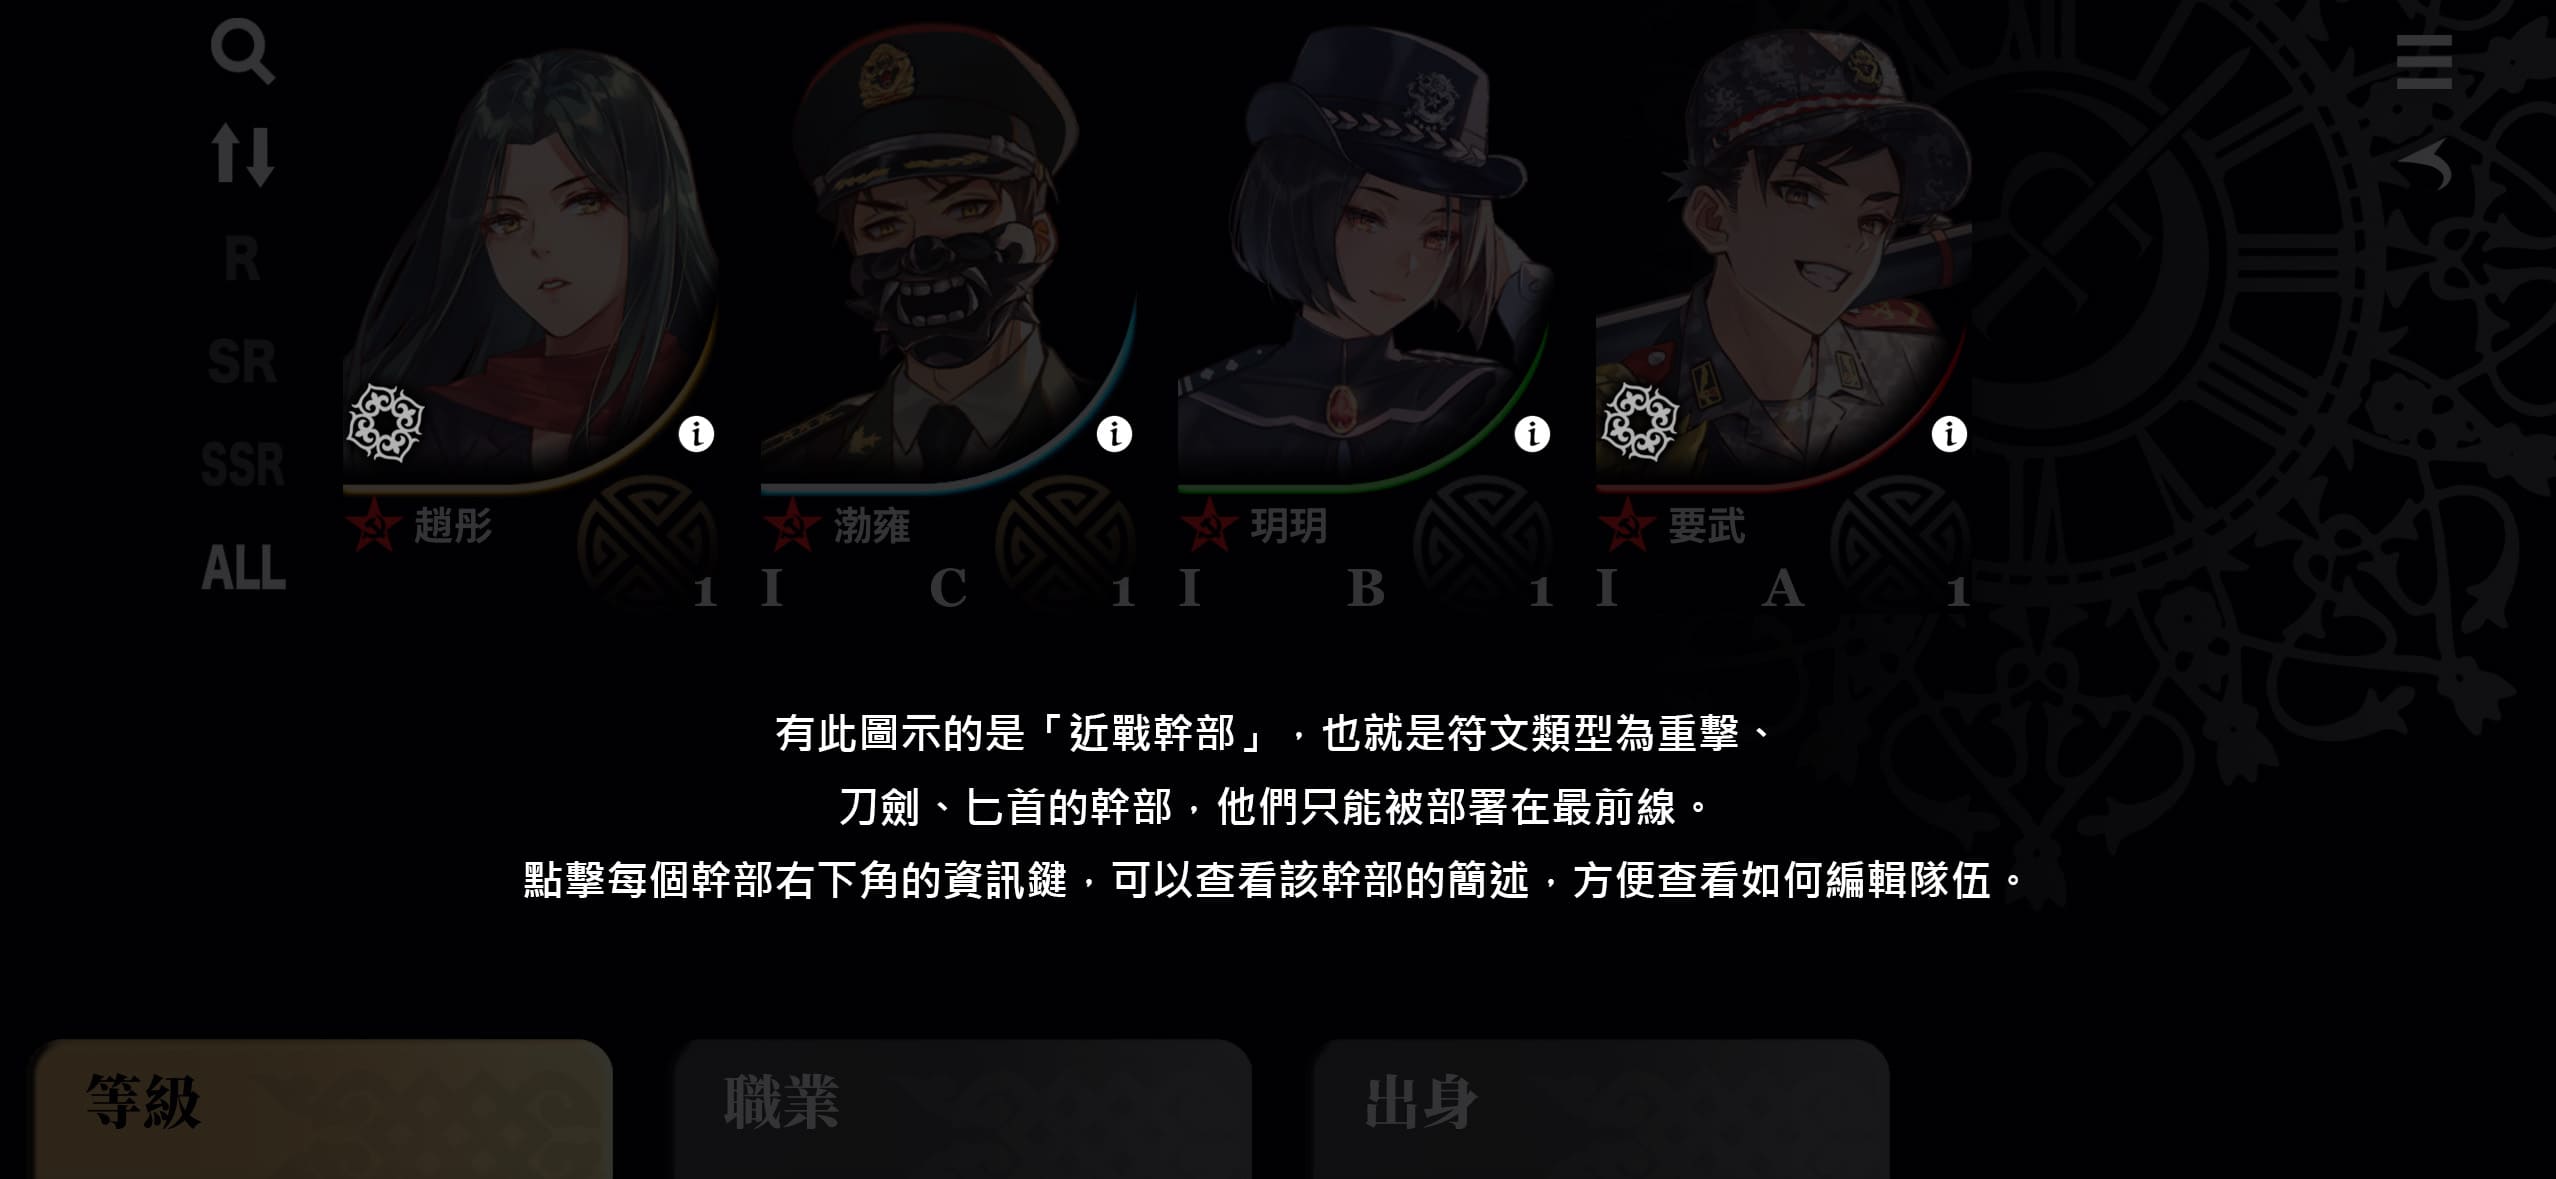 R
SR
SSR
ALL
趙彤
1
渤雍
I C 1
玥玥
I B 1
要武
I A 1
有此圖示的是「近戰幹部」，也就是符文類型為重擊、
刀劍、匕首的幹部，他們只能被部署在最前線。
點擊每個幹部右下角的資訊鍵，可以查看該幹部的簡述，方便查看如何編輯隊伍。
等級
職業
出身